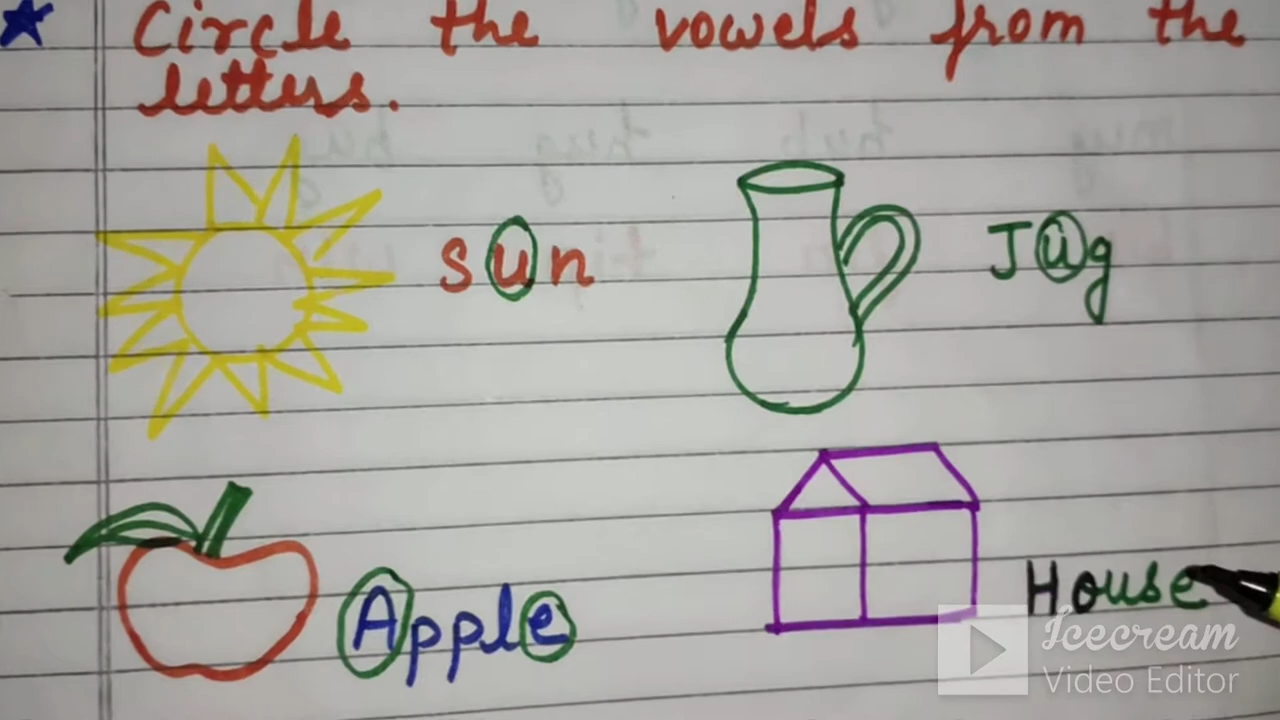 Circle the vowels from the
letters.
sun
Jug
Apple
House
Icecream
Video Editor